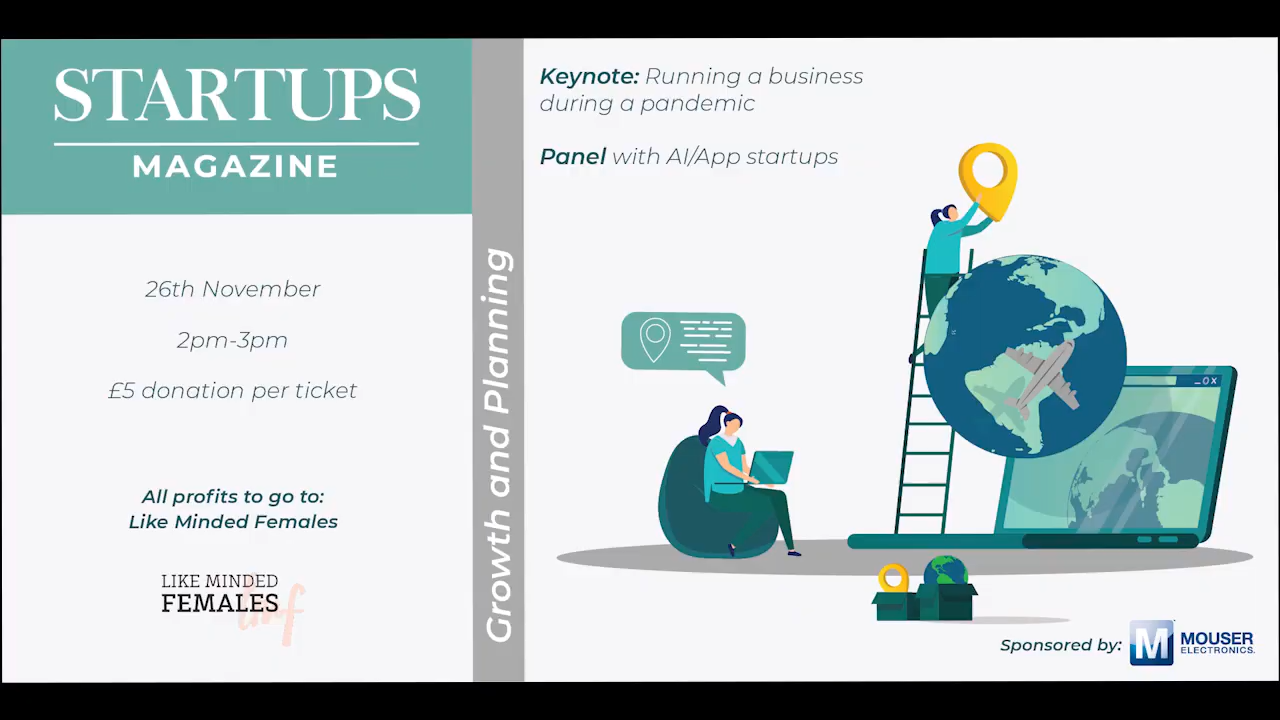 STARTUPS
MAGAZINE
26th November
2pm-3pm
£5 donation per ticket
All profits to go to:
Like Minded Females
LIKE MINDED
FEMALES
lmf
Growth and Planning
Keynote: Running a business
during a pandemic
Panel with AI/App startups
Sponsored by:
M
MOUSER
ELECTRONICS.